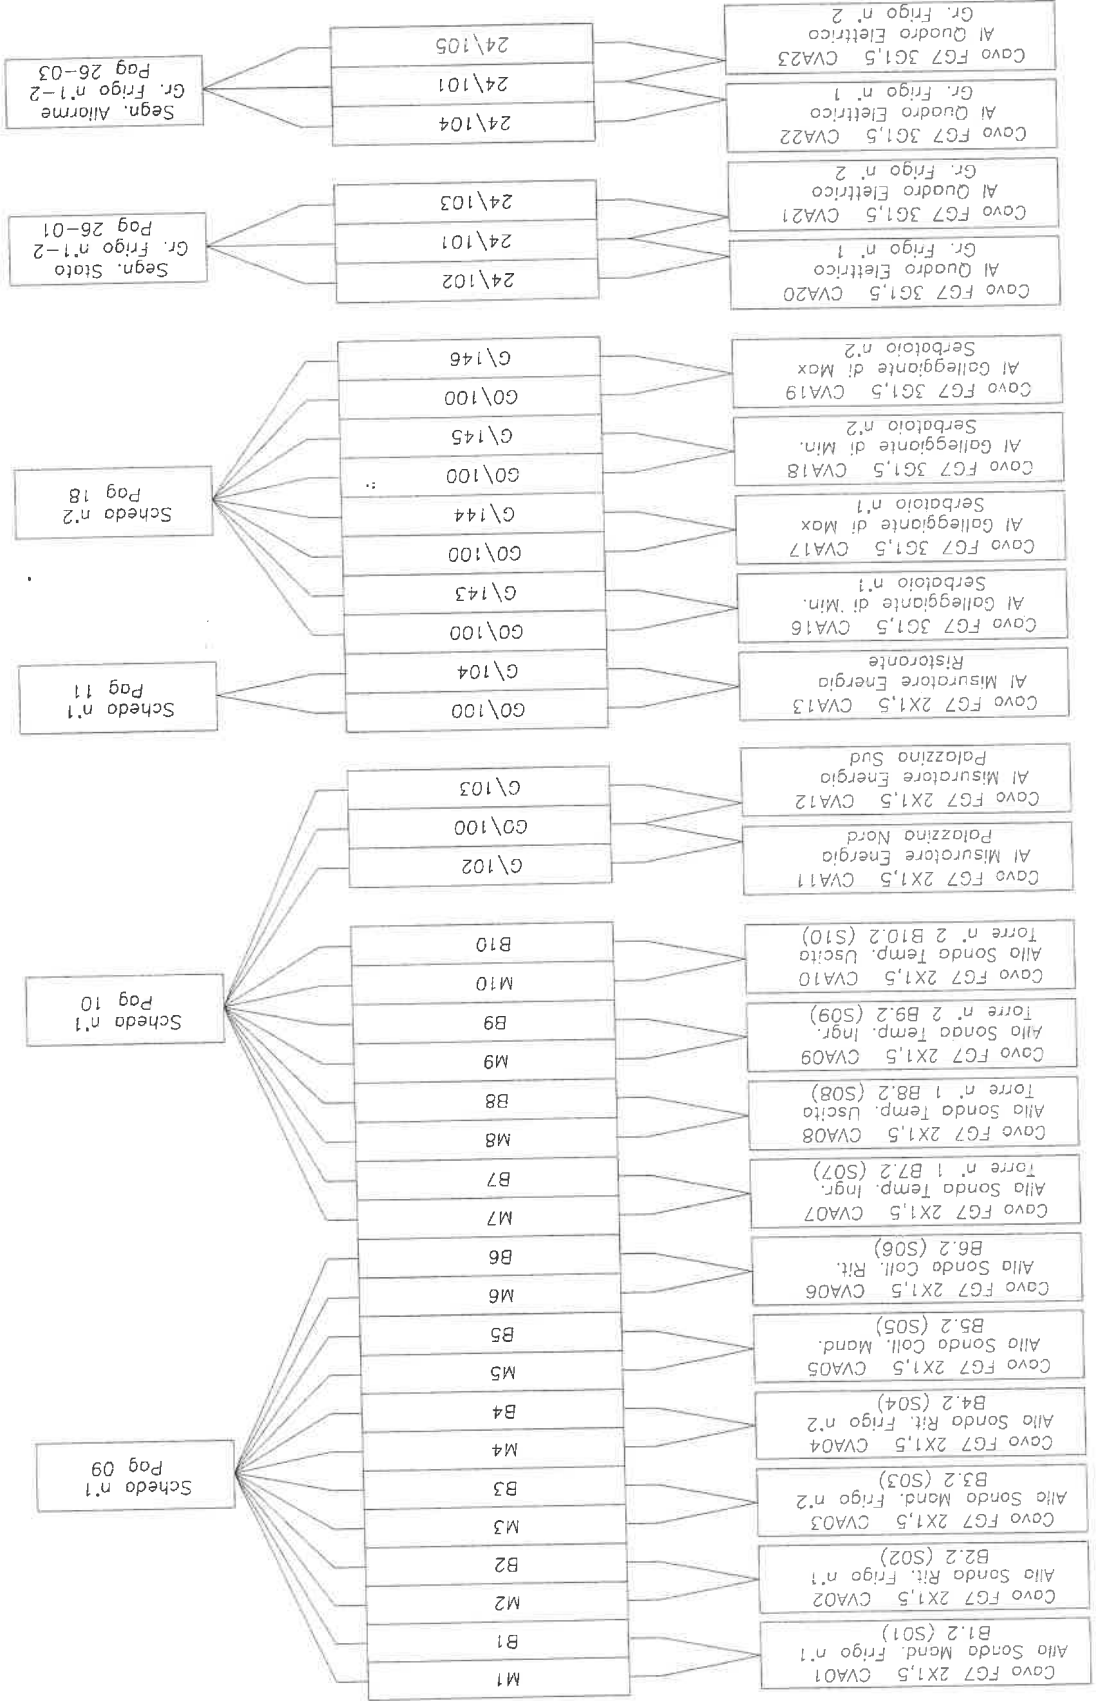 Cavo FG7 2X1,5 CVA01
Alla Sonda Mand. Frigo n°1
B1.2 (S01)
Cavo FG7 2X1,5 CVA02
Alla Sonda Rit. Frigo n°1
B2.2 (S02)
Cavo FG7 2X1,5 CVA03
Alla Sonda Mand. Frigo n°2
B3.2 (S03)
Cavo FG7 2X1,5 CVA04
Alla Sonda Rit. Frigo n°2
B4.2 (S04)
Cavo FG7 2X1,5 CVA05
Alla Sonda Coll. Mand.
B5.2 (S05)
Cavo FG7 2X1,5 CVA06
Alla Sonda Coll. Rit.
B6.2 (S06)
Cavo FG7 2X1,5 CVA07
Alla Sonda Temp. Ingr.
Torre n° 1 B7.2 (S07)
Cavo FG7 2X1,5 CVA08
Alla Sonda Temp. Uscita
Torre n° 1 B8.2 (S08)
Cavo FG7 2X1,5 CVA09
Alla Sonda Temp. Ingr.
Torre n° 2 B9.2 (S09)
Cavo FG7 2X1,5 CVA10
Alla Sonda Temp. Uscita
Torre n° 2 B10.2 (S10)
Cavo FG7 2X1,5 CVA11
Al Misuratore Energia
Palazzina Nord
Cavo FG7 2X1,5 CVA12
Al Misuratore Energia
Palazzina Sud
Cavo FG7 2X1,5 CVA13
Al Misuratore Energia
Ristorante
Cavo FG7 3G1,5 CVA16
Al Galleggiante di Min.
Serbatoio n°1
Cavo FG7 3G1,5 CVA17
Al Galleggiante di Max
Serbatoio n°1
Cavo FG7 3G1,5 CVA18
Al Galleggiante di Min.
Serbatoio n°2
Cavo FG7 3G1,5 CVA19
Al Galleggiante di Max
Serbatoio n°2
Cavo FG7 3G1,5 CVA20
Al Quadro Elettrico
Gr. Frigo n° 1
Cavo FG7 3G1,5 CVA21
Al Quadro Elettrico
Gr. Frigo n° 2
Cavo FG7 3G1,5 CVA22
Al Quadro Elettrico
Gr. Frigo n° 1
Cavo FG7 3G1,5 CVA23
Al Quadro Elettrico
Gr. Frigo n° 2
M1
B1
M2
B2
M3
B3
M4
B4
M5
B5
M6
B6
M7
B7
M8
B8
M9
B9
M10
B10
G/102
G0/100
G/103
G0/100
G/104
G0/100
G/143
G0/100
G/144
G0/100
G/145
G0/100
G/146
24/102
24/101
24/103
24/104
24/101
24/105
Scheda n°1
Pag 09
Scheda n°1
Pag 10
Scheda n°1
Pag 11
Scheda n°2
Pag 18
Segn. Stato
Gr. Frigo n°1-2
Pag 26-01
Segn. Allarme
Gr. Frigo n°1-2
Pag 26-03